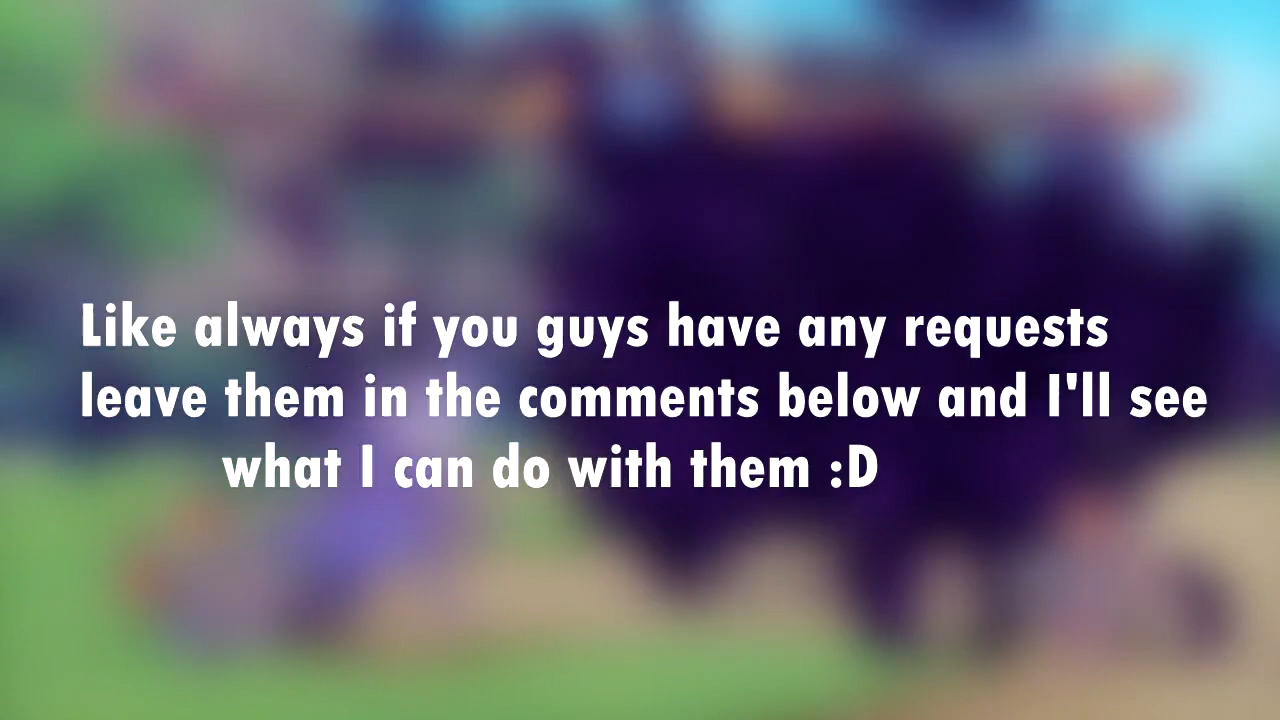 Like always if you guys have any requests
leave them in the comments below and I'll see
what I can do with them :D